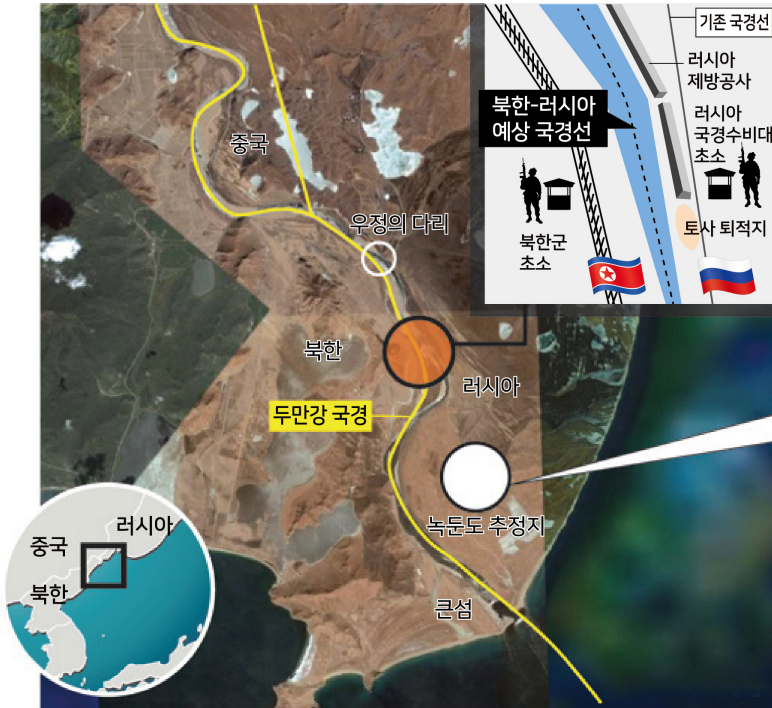 기존 국경선
러시아
제방공사
북한-러시아
예상 국경선
러시아
국경수비대
초소
북한군
초소
토사 퇴적지
중국
우정의 다리
북한
러시아
두만강 국경
녹둔도 추정지
큰섬
러시아
중국
북한